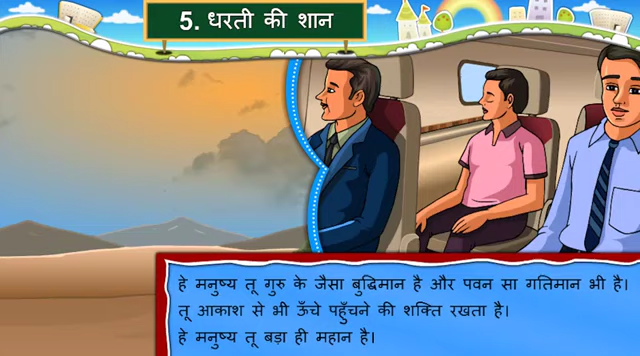 5. धरती की शान
हे मनुष्य तू गुरु के जैसा बुद्धिमान है और पवन सा गतिमान भी है।
तू आकाश से भी ऊँचे पहुँचने की शक्ति रखता है।
हे मनुष्य तू बड़ा ही महान है।